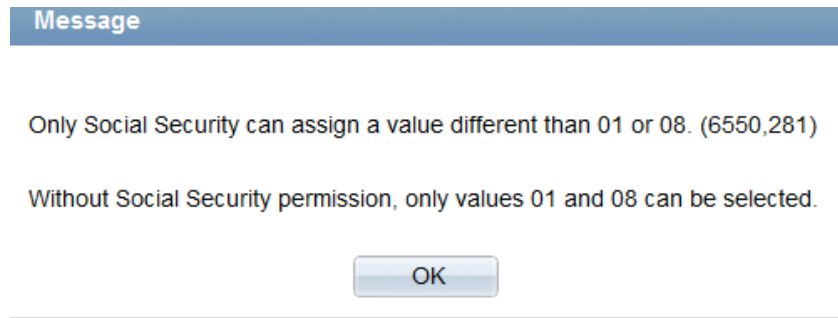 Message
Only Social Security can assign a value different than 01 or 08. (6550,281)
Without Social Security permission, only values 01 and 08 can be selected.
OK